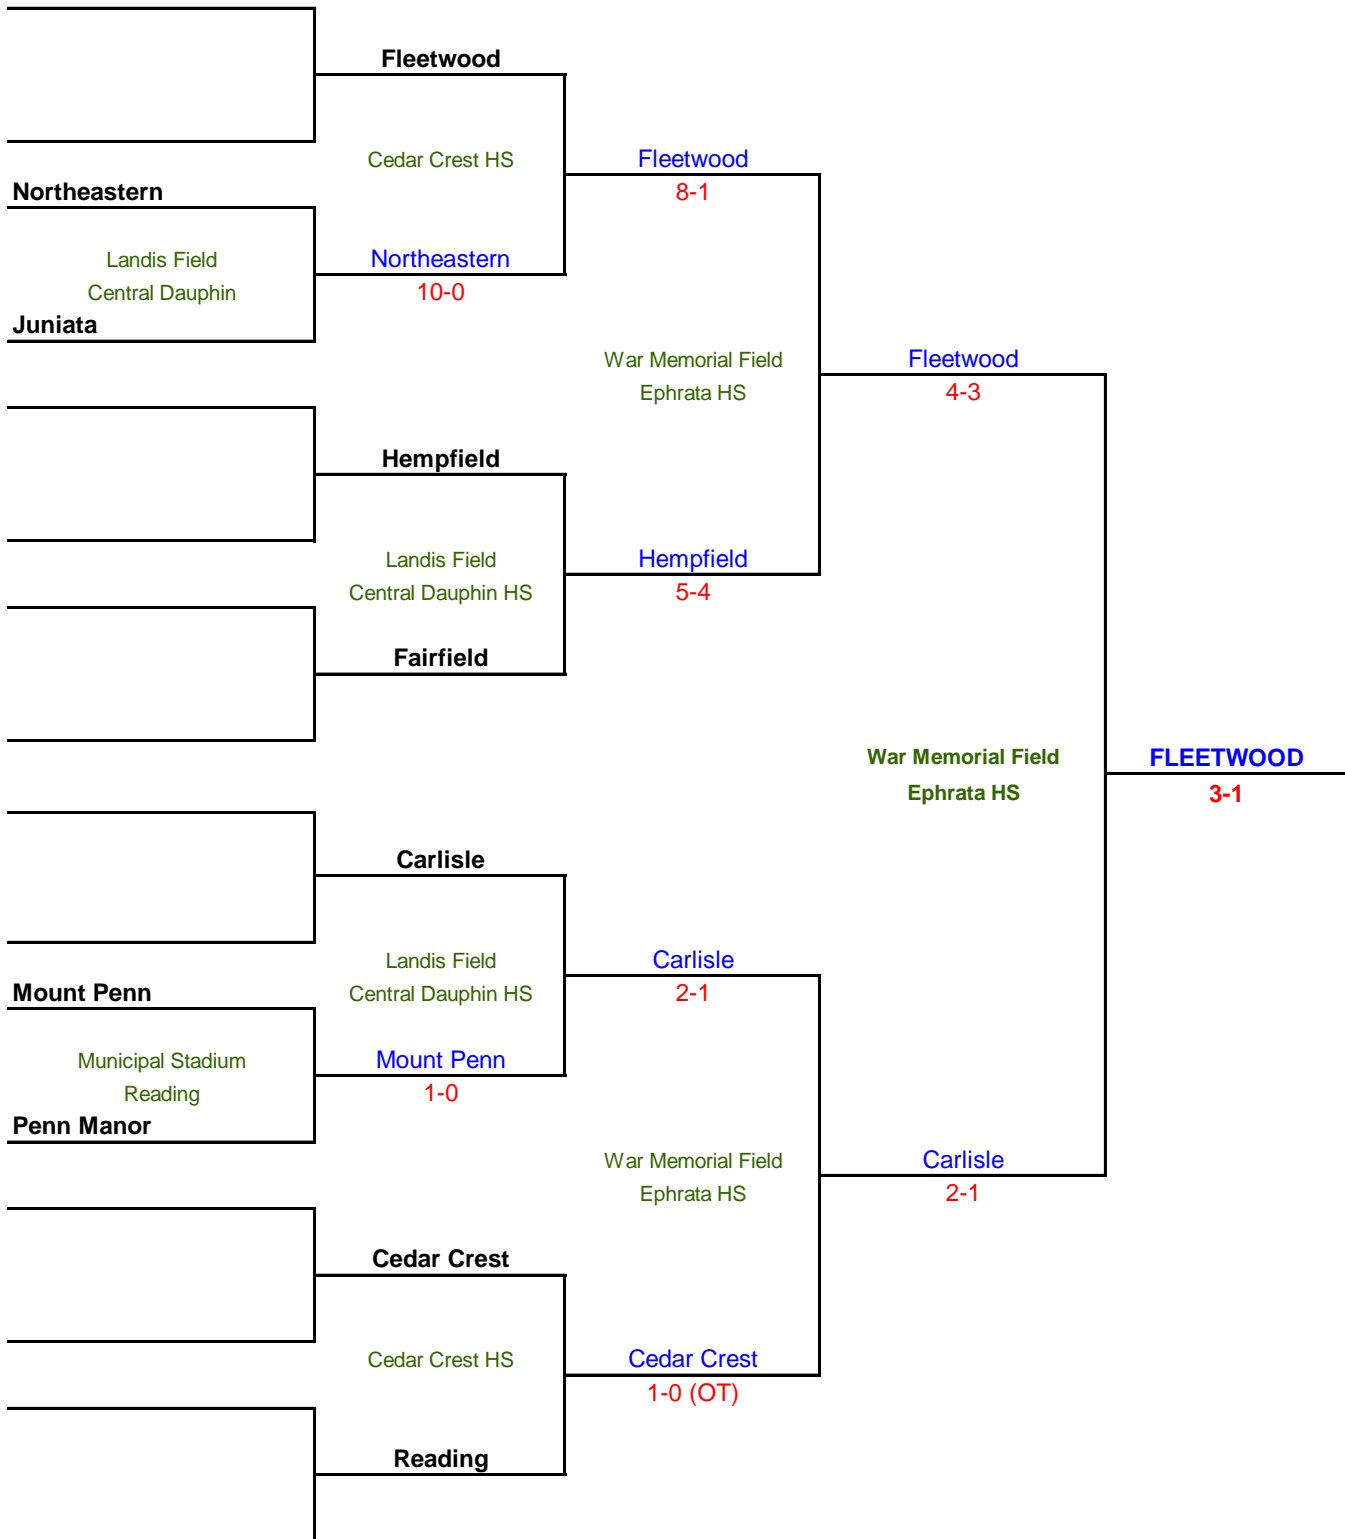 Fleetwood
Cedar Crest HS
Fleetwood
8-1
Northeastern
Landis Field
Central Dauphin
Northeastern
10-0
Juniata
War Memorial Field
Ephrata HS
Fleetwood
4-3
Hempfield
Landis Field
Central Dauphin HS
Hempfield
5-4
Fairfield
War Memorial Field
Ephrata HS
FLEETWOOD
3-1
Carlisle
Landis Field
Central Dauphin HS
Carlisle
2-1
Mount Penn
Municipal Stadium
Reading
Mount Penn
1-0
Penn Manor
War Memorial Field
Ephrata HS
Carlisle
2-1
Cedar Crest
Cedar Crest HS
Cedar Crest
1-0 (OT)
Reading